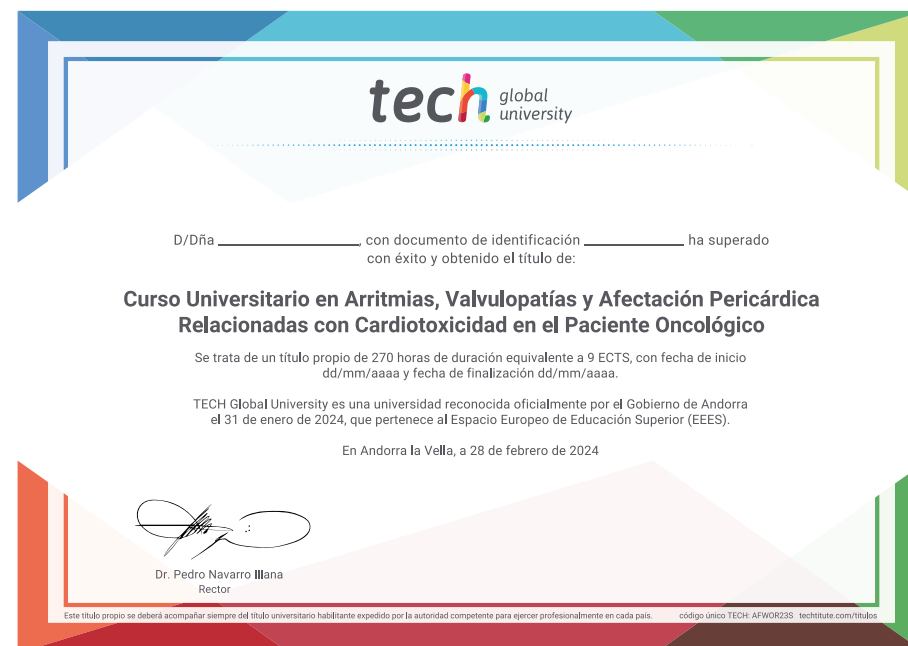 tech global university
D/Dña ____________________, con documento de identificación ______________ ha superado
con éxito y obtenido el título de:
Curso Universitario en Arritmias, Valvulopatías y Afectación Pericárdica
Relacionadas con Cardiotoxicidad en el Paciente Oncológico
Se trata de un título propio de 270 horas de duración equivalente a 9 ECTS, con fecha de inicio
dd/mm/aaaa y fecha de finalización dd/mm/aaaa.
TECH Global University es una universidad reconocida oficialmente por el Gobierno de Andorra
el 31 de enero de 2024, que pertenece al Espacio Europeo de Educación Superior (EEES).
En Andorra la Vella, a 28 de febrero de 2024
Dr. Pedro Navarro Illana
Rector
Este título propio se deberá acompañar siempre del título universitario habilitante expedido por la autoridad competente para ejercer profesionalmente en cada país. código único TECH: AFWOR23S techtitute.com/titulos